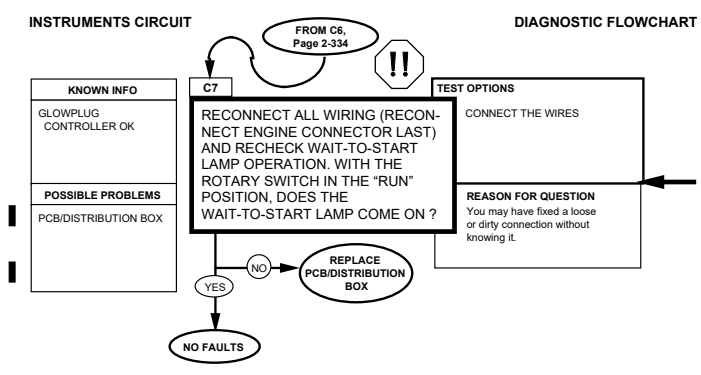 INSTRUMENTS CIRCUIT
DIAGNOSTIC FLOWCHART
FROM C6,
Page 2-334
!!
KNOWN INFO
GLOWPLUG
CONTROLLER OK
POSSIBLE PROBLEMS
PCB/DISTRIBUTION BOX
C7
RECONNECT ALL WIRING (RECON-
NECT ENGINE CONNECTOR LAST)
AND RECHECK WAIT-TO-START
LAMP OPERATION. WITH THE
ROTARY SWITCH IN THE “RUN”
POSITION, DOES THE
WAIT-TO-START LAMP COME ON ?
TEST OPTIONS
CONNECT THE WIRES
REASON FOR QUESTION
You may have fixed a loose
or dirty connection without
knowing it.
NO
REPLACE
PCB/DISTRIBUTION
BOX
YES
NO FAULTS